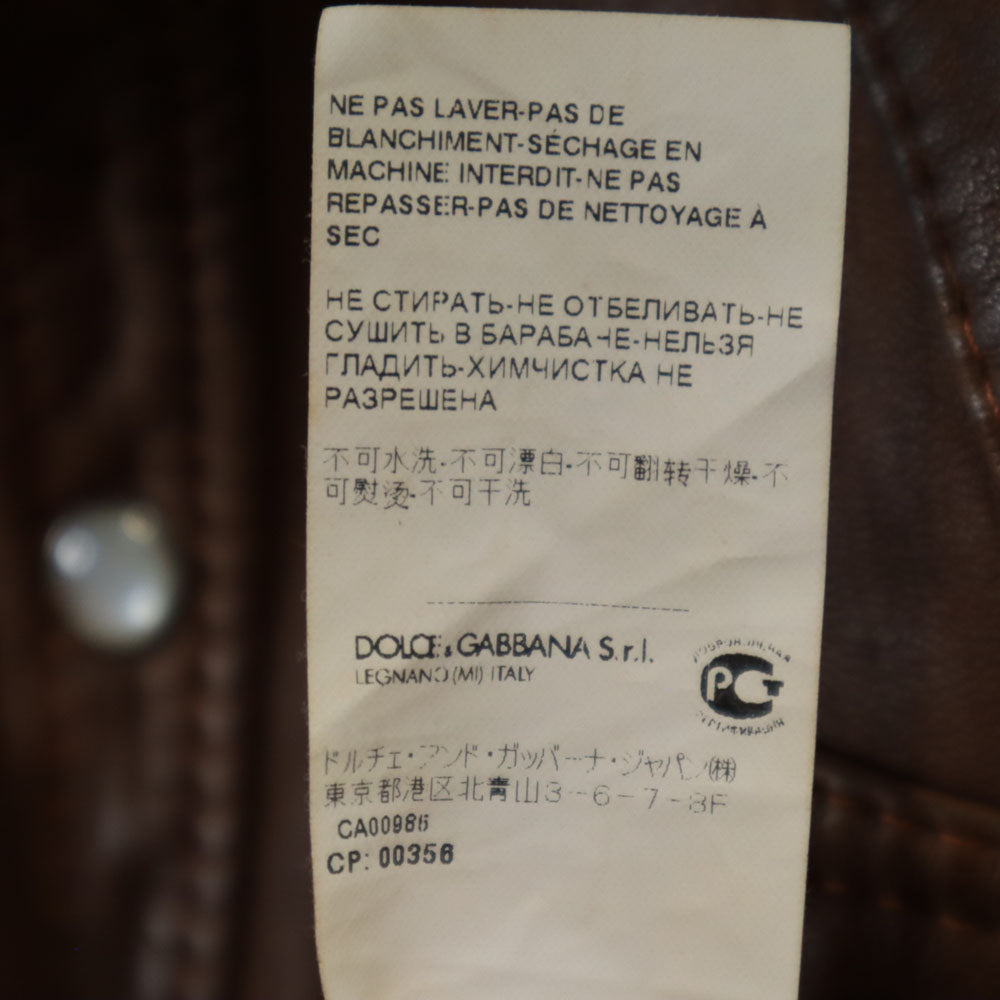 NE PAS LAVER-PAS DE
BLANCHIMENT-SÉCHAGE EN
MACHINE INTERDIT-NE PAS
REPASSER-PAS DE NETTOYAGE À
SEC
НЕ СТИРАТЬ-НЕ ОТБЕЛИВАТЬ-НЕ
СУШИТЬ В БАРАБАНЕ-НЕЛЬЗЯ
ГЛАДИТЬ-ХИМЧИСТКА НЕ
РАЗРЕШЕНА
不可水洗-不可漂白-不可翻转干燥-不
可熨烫-不可干洗
DOLCE & GABBANA S.r.l.
LEGNANO (MI) ITALY
PCT
ドルチェ・アンド・ガッバーナ・ジャパン(株)
東京都港区北青山3-6-7-8F
CA00986
CP: 00356